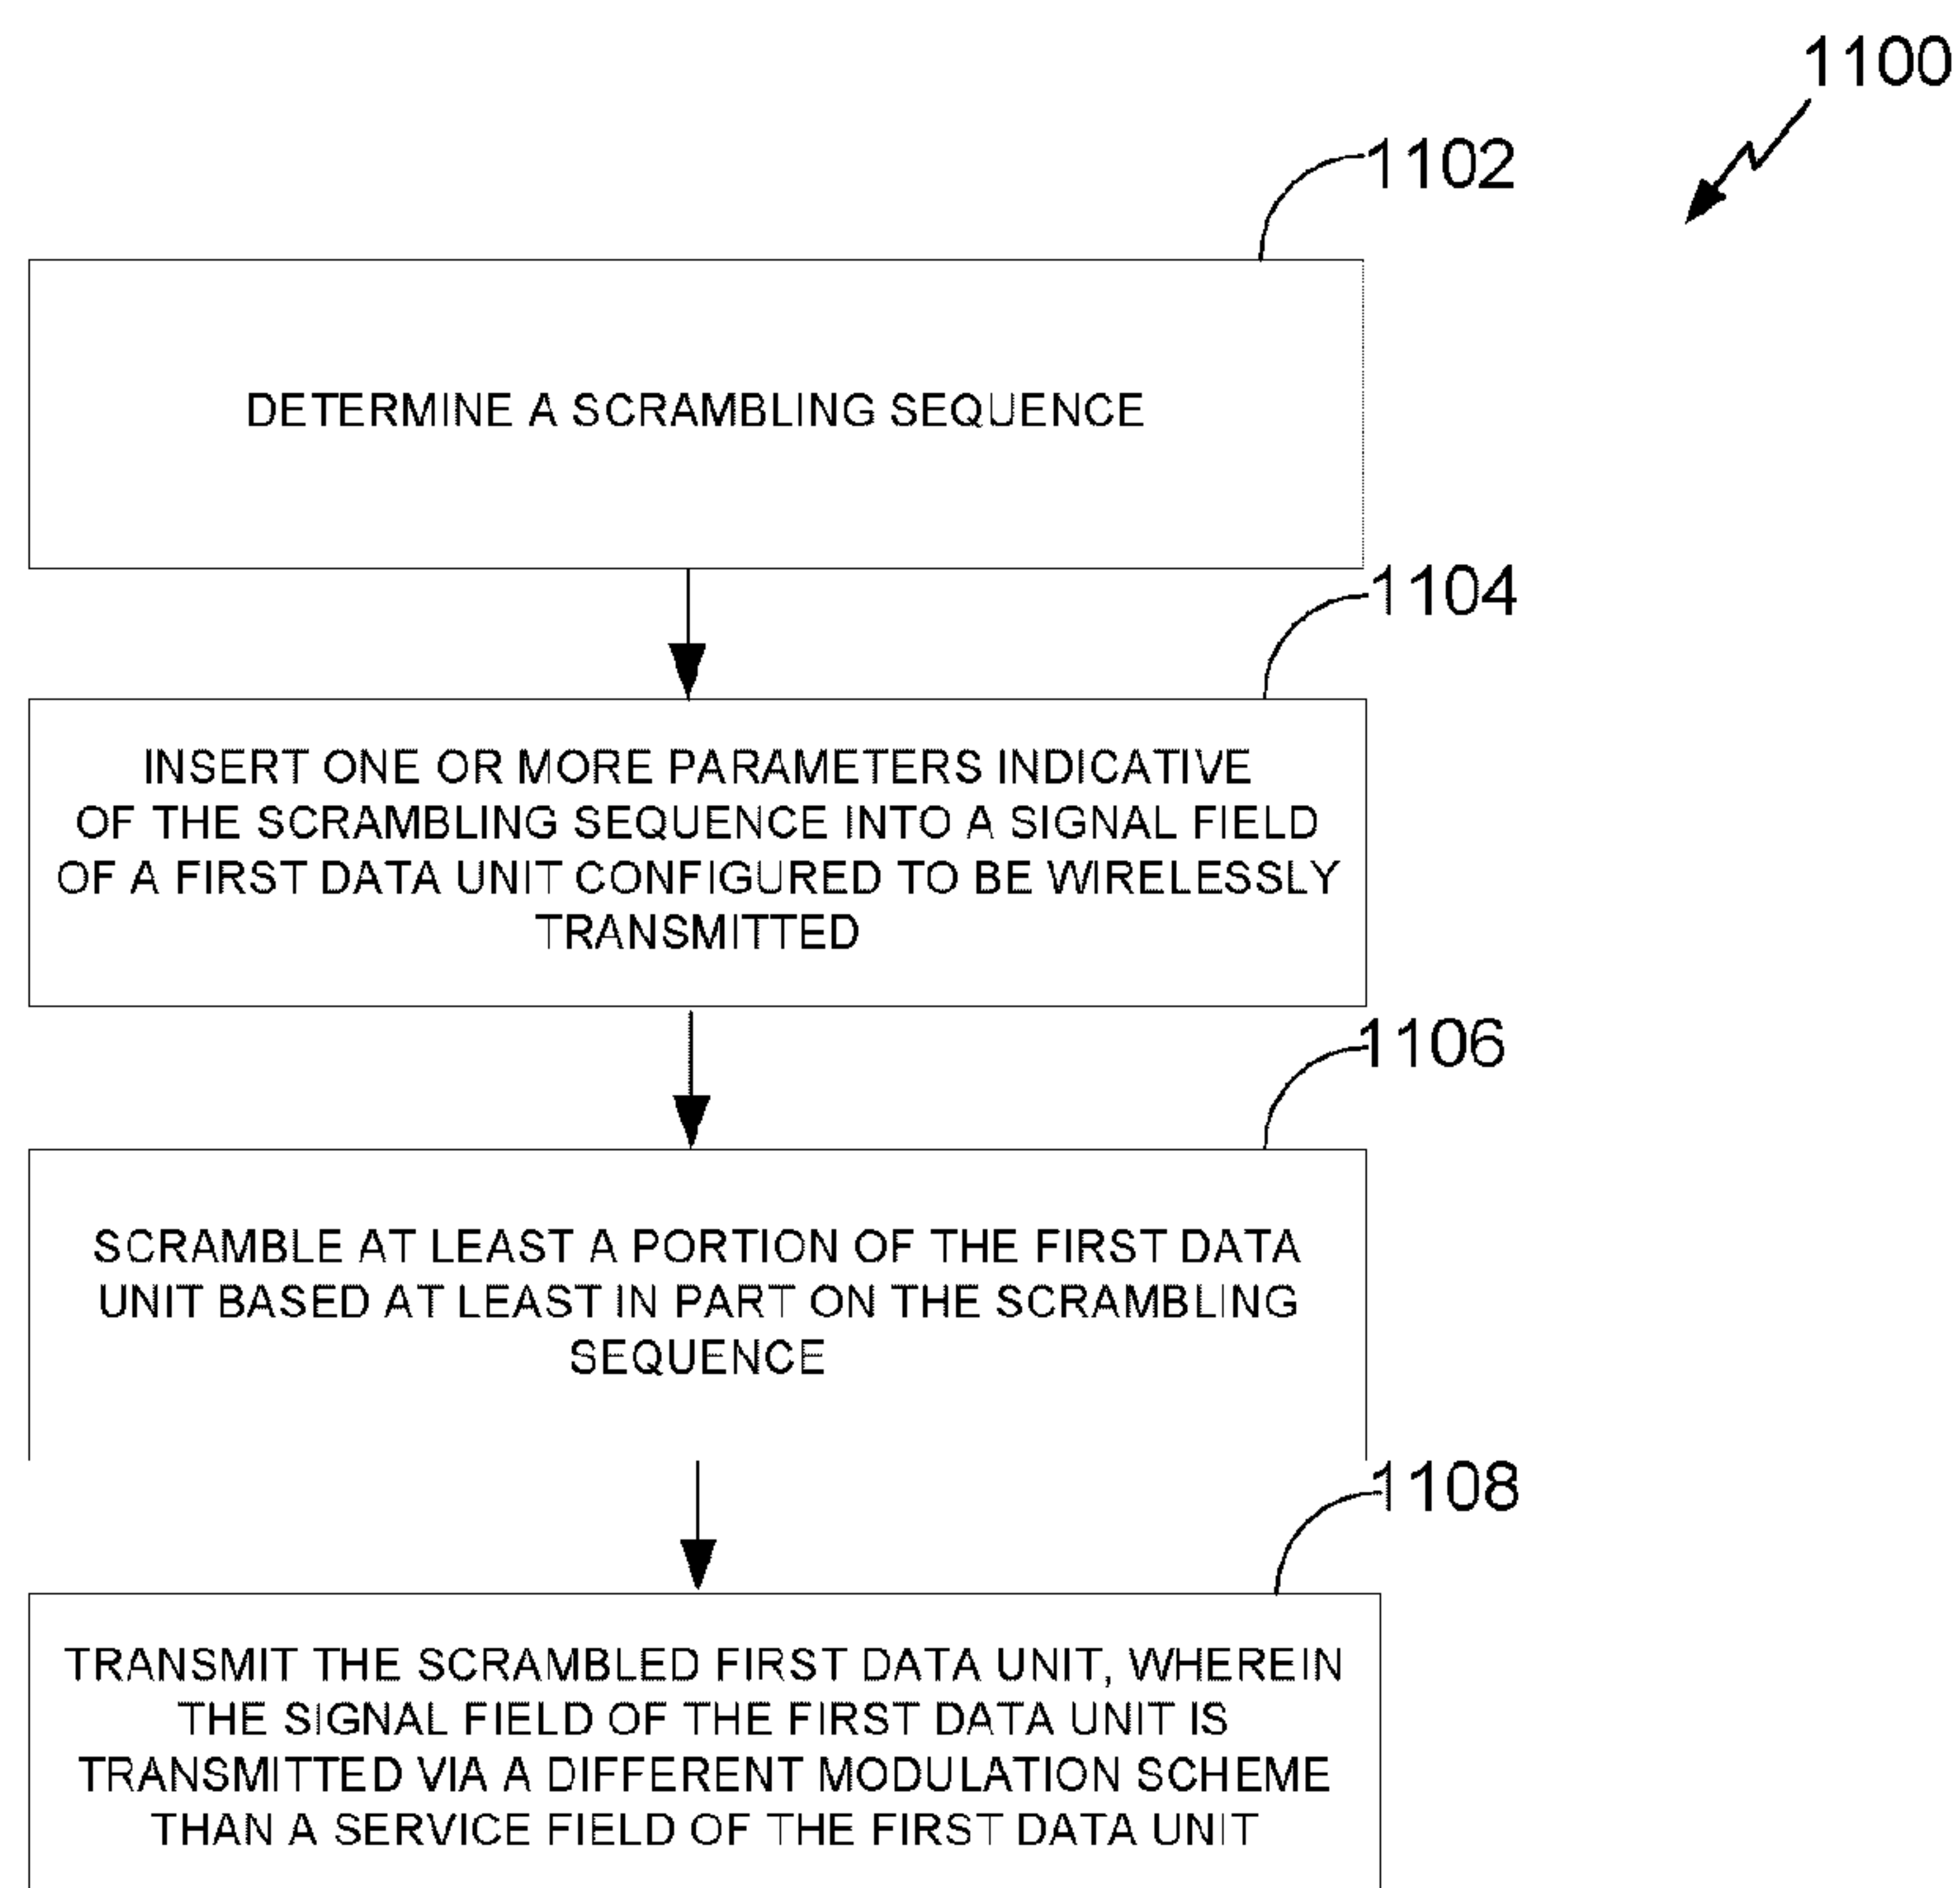 1100
1102
DETERMINE A SCRAMBLING SEQUENCE
1104
INSERT ONE OR MORE PARAMETERS INDICATIVE
OF THE SCRAMBLING SEQUENCE INTO A SIGNAL FIELD
OF A FIRST DATA UNIT CONFIGURED TO BE WIRELESSLY
TRANSMITTED
1106
SCRAMBLE AT LEAST A PORTION OF THE FIRST DATA
UNIT BASED AT LEAST IN PART ON THE SCRAMBLING
SEQUENCE
1108
TRANSMIT THE SCRAMBLED FIRST DATA UNIT, WHEREIN
THE SIGNAL FIELD OF THE FIRST DATA UNIT IS
TRANSMITTED VIA A DIFFERENT MODULATION SCHEME
THAN A SERVICE FIELD OF THE FIRST DATA UNIT